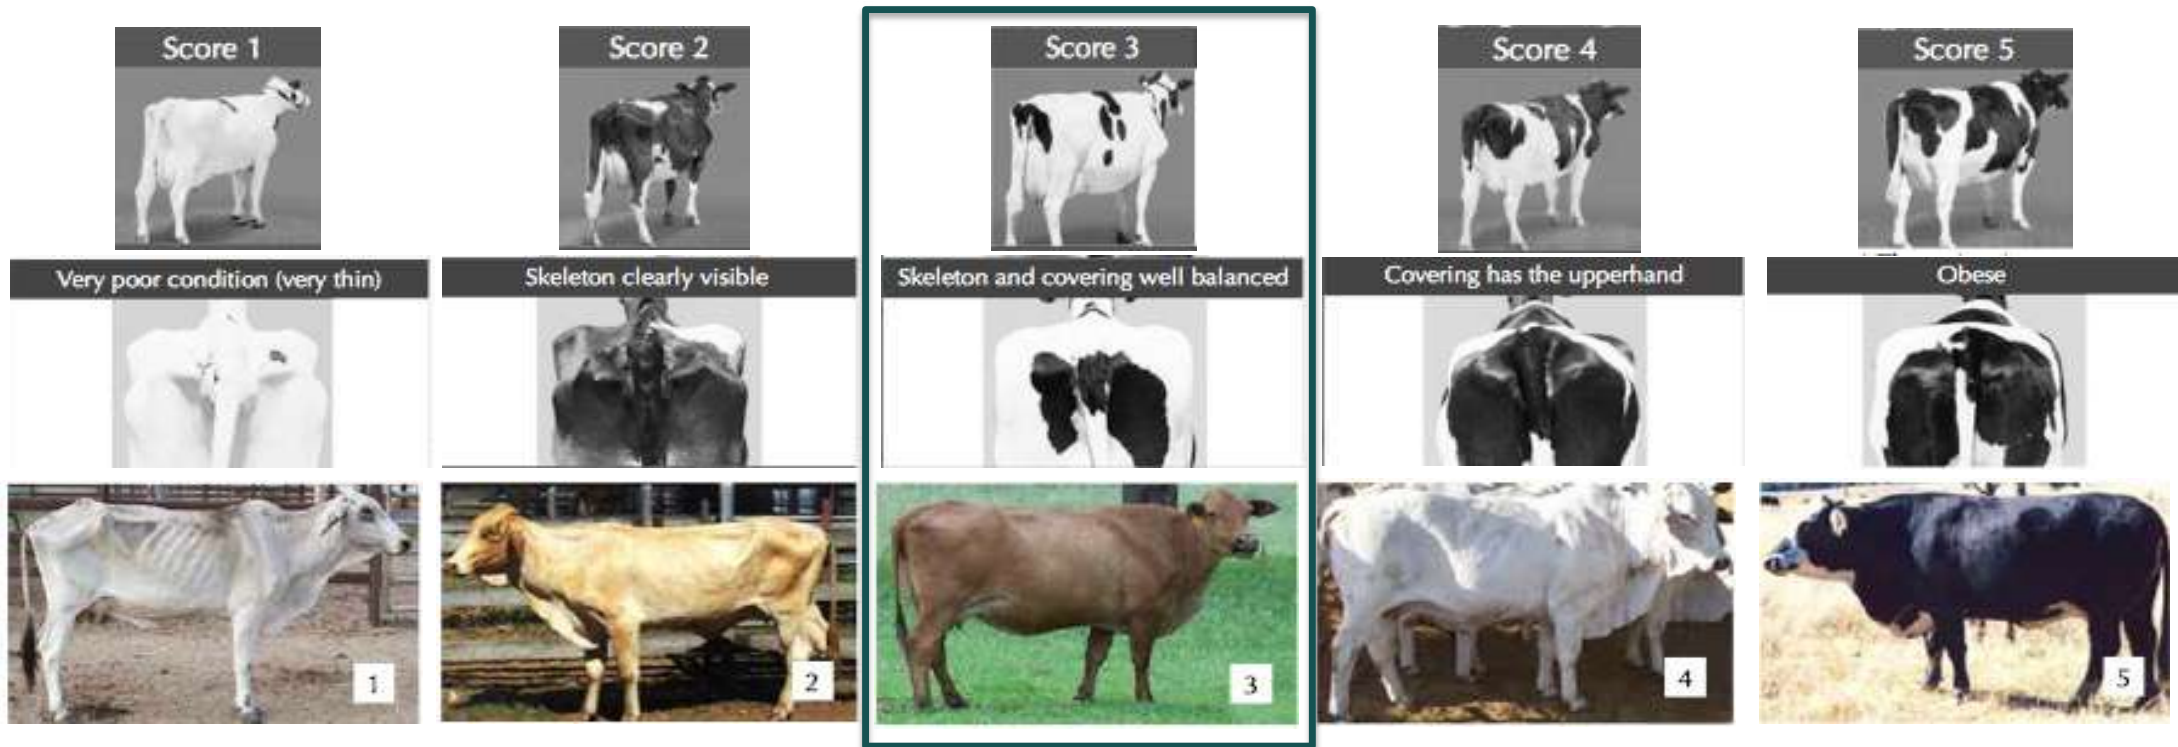 Score 1
Score 2
Score 3
Score 4
Score 5
Very poor condition (very thin)
Skeleton clearly visible
Skeleton and covering well balanced
Covering has the upperhand
Obese
1
2
3
4
5